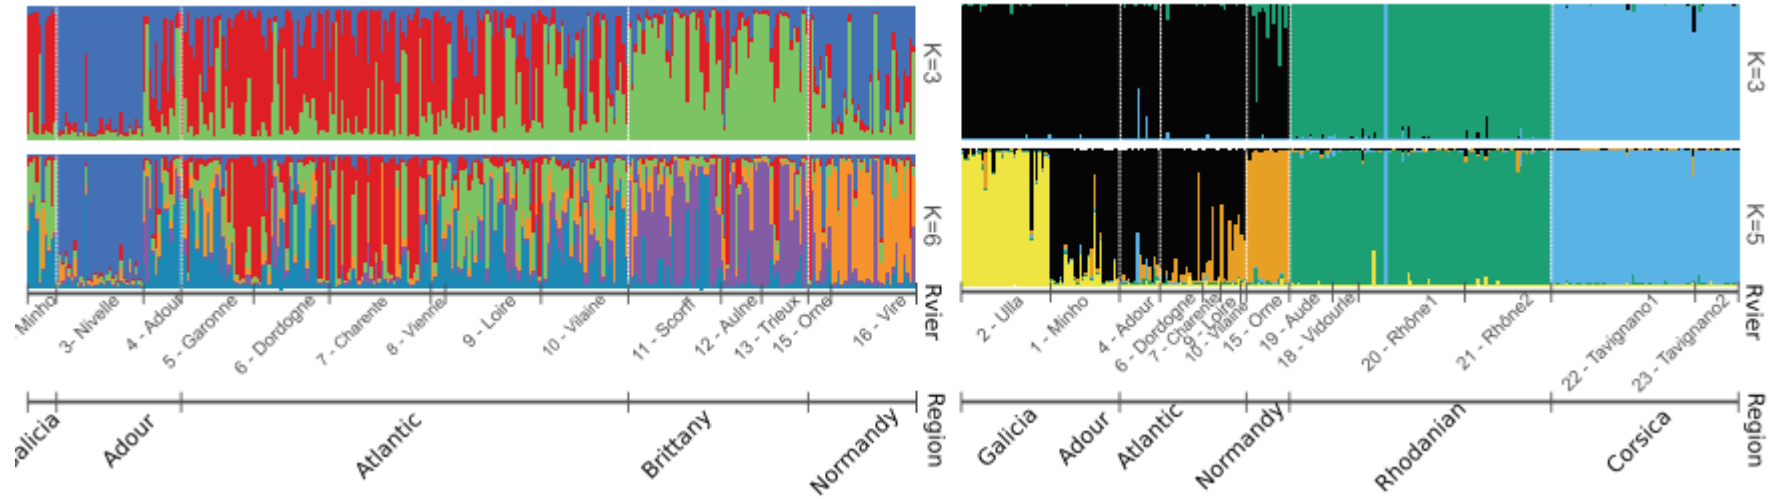 K=3
K=6
Minho
3- Nivelle
4 - Adour
5 - Garonne
6 - Dordogne
7 - Charente
8 - Vienne
9 - Loire
10 - Vilaine
11 - Scorff
12 - Aulne
13 - Trieux
15 - Orne
16 - Vire
Rvier
alicia
Adour
Atlantic
Brittany
Normandy
Region
K=3
K=5
2 - Ulla
1 - Minho
4 - Adour
6 - Dordogne
7 - Charente
9 - Loire
10 - Vilaine
15 - Orne
19 - Aude
18 - Vidourle
20 - Rhône1
21 - Rhône2
22 - Tavignano1
23 - Tavignano2
Rvier
Galicia
Adour
Atlantic
Normandy
Rhodanian
Corsica
Region